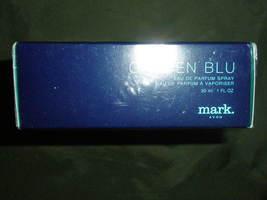 BLU
EAU DE PARFUM SPRAY
EAU DE PARFUM À VAPORISER
30 ml 1 FL OZ
mark.
AVON